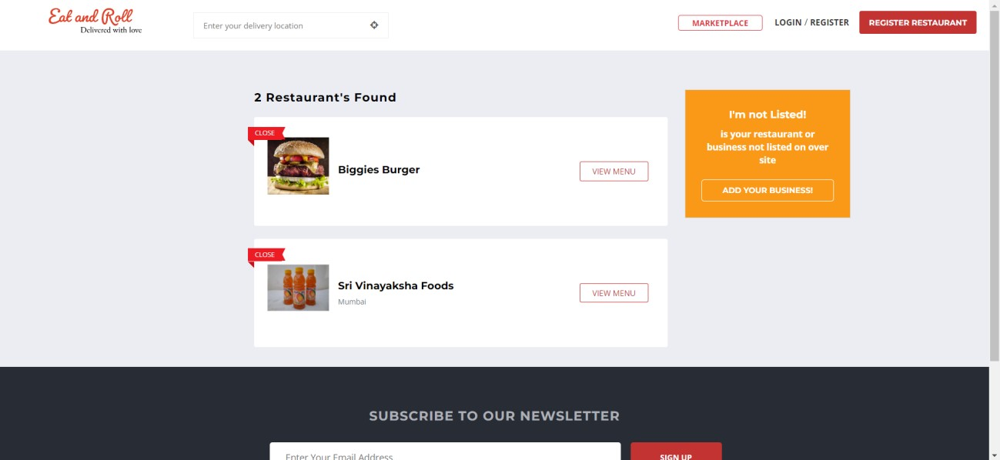 Eat and Roll
Delivered with love
Enter your delivery location
MARKETPLACE
LOGIN / REGISTER
REGISTER RESTAURANT
2 Restaurant's Found
CLOSE
Biggies Burger
VIEW MENU
CLOSE
Sri Vinayaksha Foods
Mumbai
VIEW MENU
I'm not Listed!
is your restaurant or
business not listed on over
site
ADD YOUR BUSINESS!
SUBSCRIBE TO OUR NEWSLETTER
Enter Your Email Address
SIGN UP